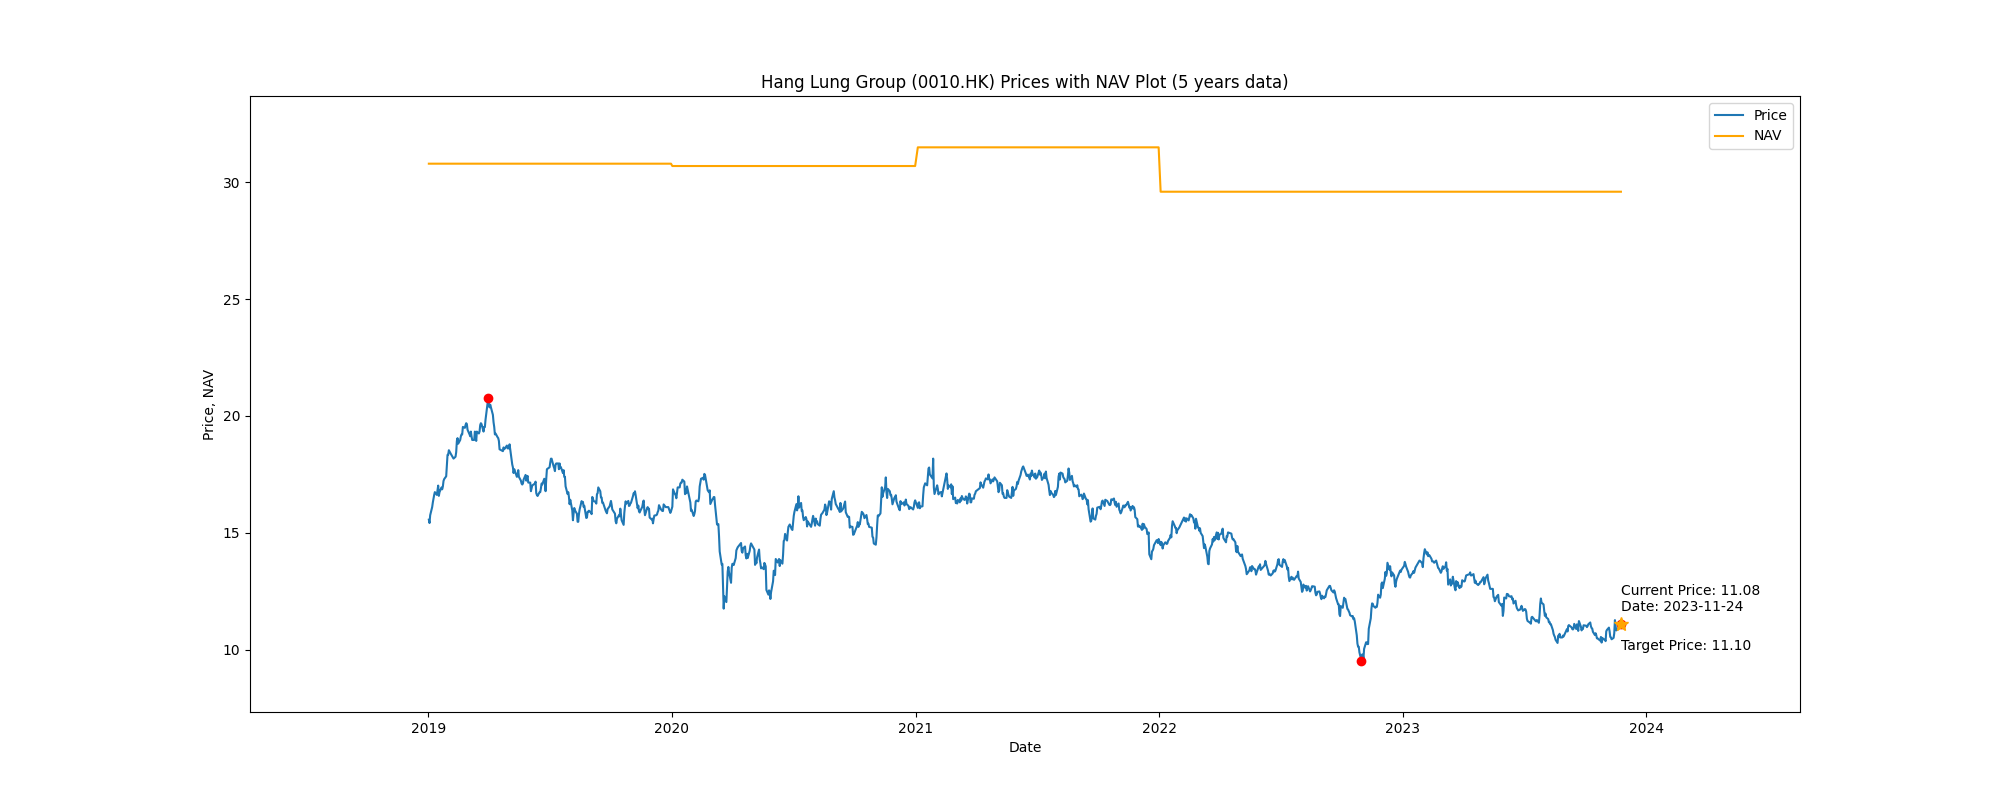 Hang Lung Group (0010.HK) Prices with NAV Plot (5 years data)
Price
NAV
30
25
20
15
10
Price, NAV
Current Price: 11.08
Date: 2023-11-24
Target Price: 11.10
2019
2020
2021
2022
2023
2024
Date